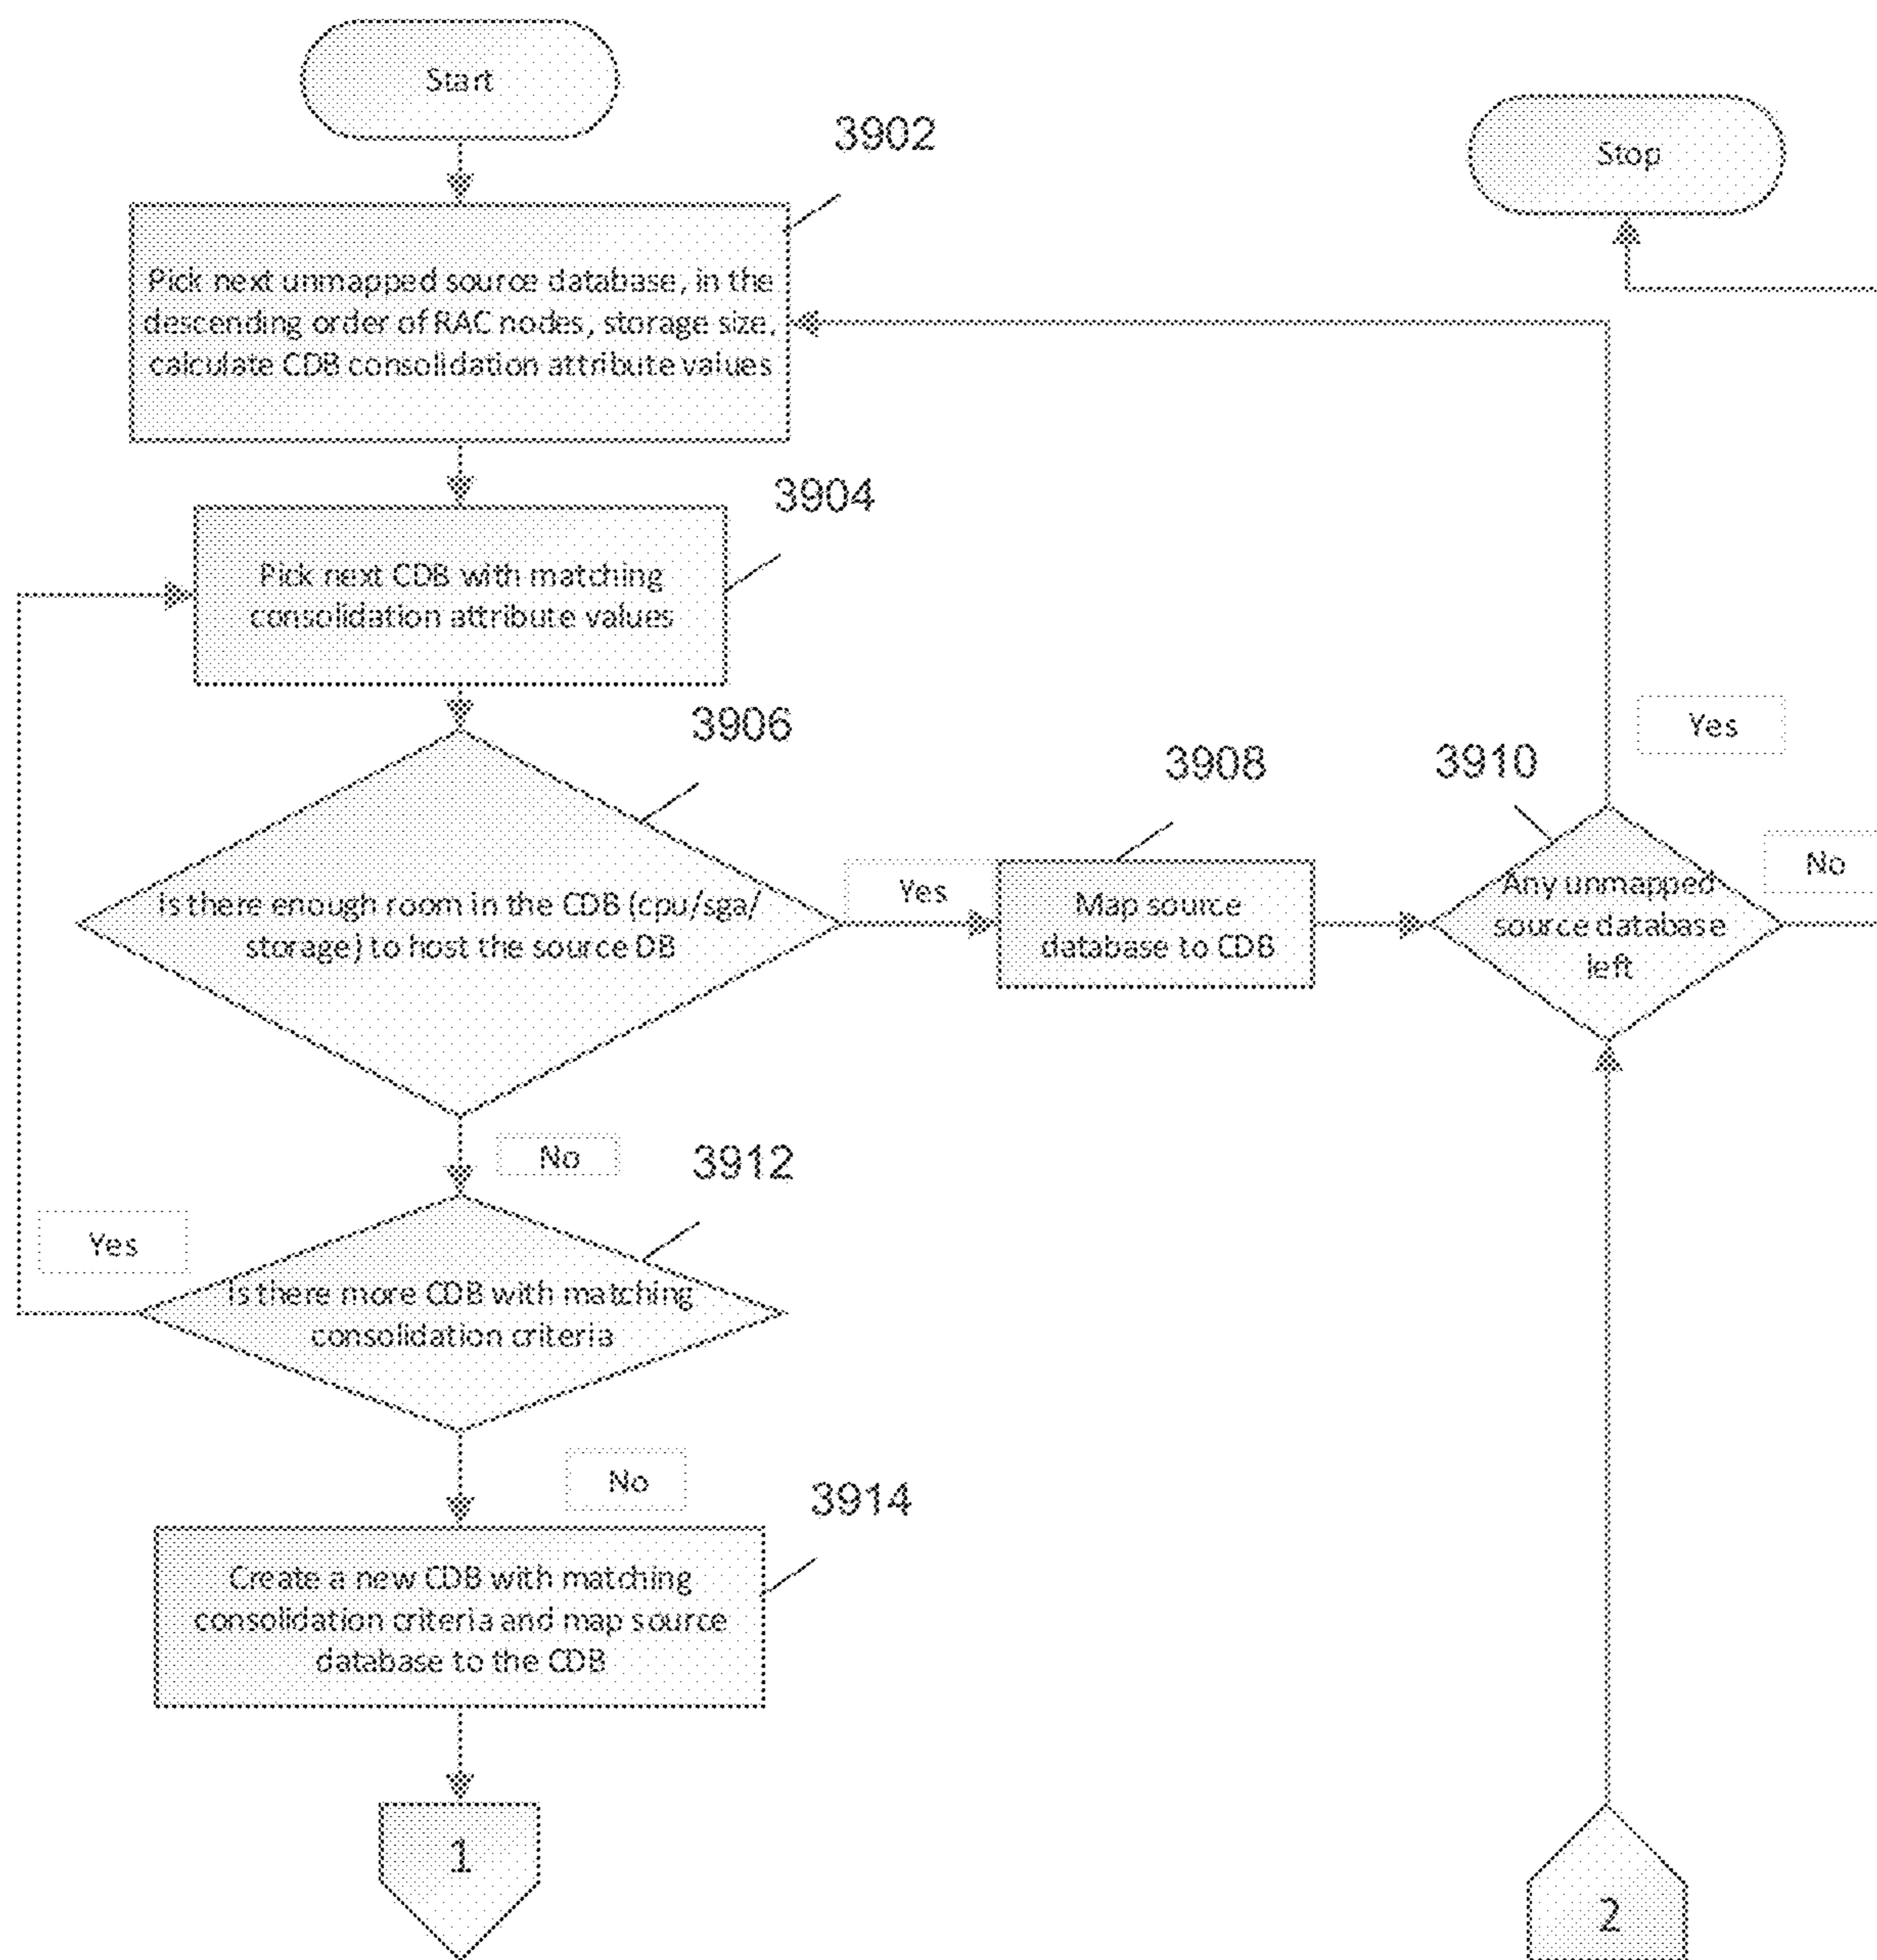 Start
3902
Stop
Pick next unmapped source database, in the
descending order of RAC nodes, storage size,
calculate CDB consolidation attribute values
3904
Pick next CDB with matching
consolidation attribute values
3906
Is there enough room in the CDB (cpu/sga/
storage) to host the source DB
Yes
3908
Map source
database to CDB
3910
Any unmapped
source database
left
Yes
No
No
3912
Yes
Is there more CDB with matching
consolidation criteria
No
3914
Create a new CDB with matching
consolidation criteria and map source
database to the CDB
1
2